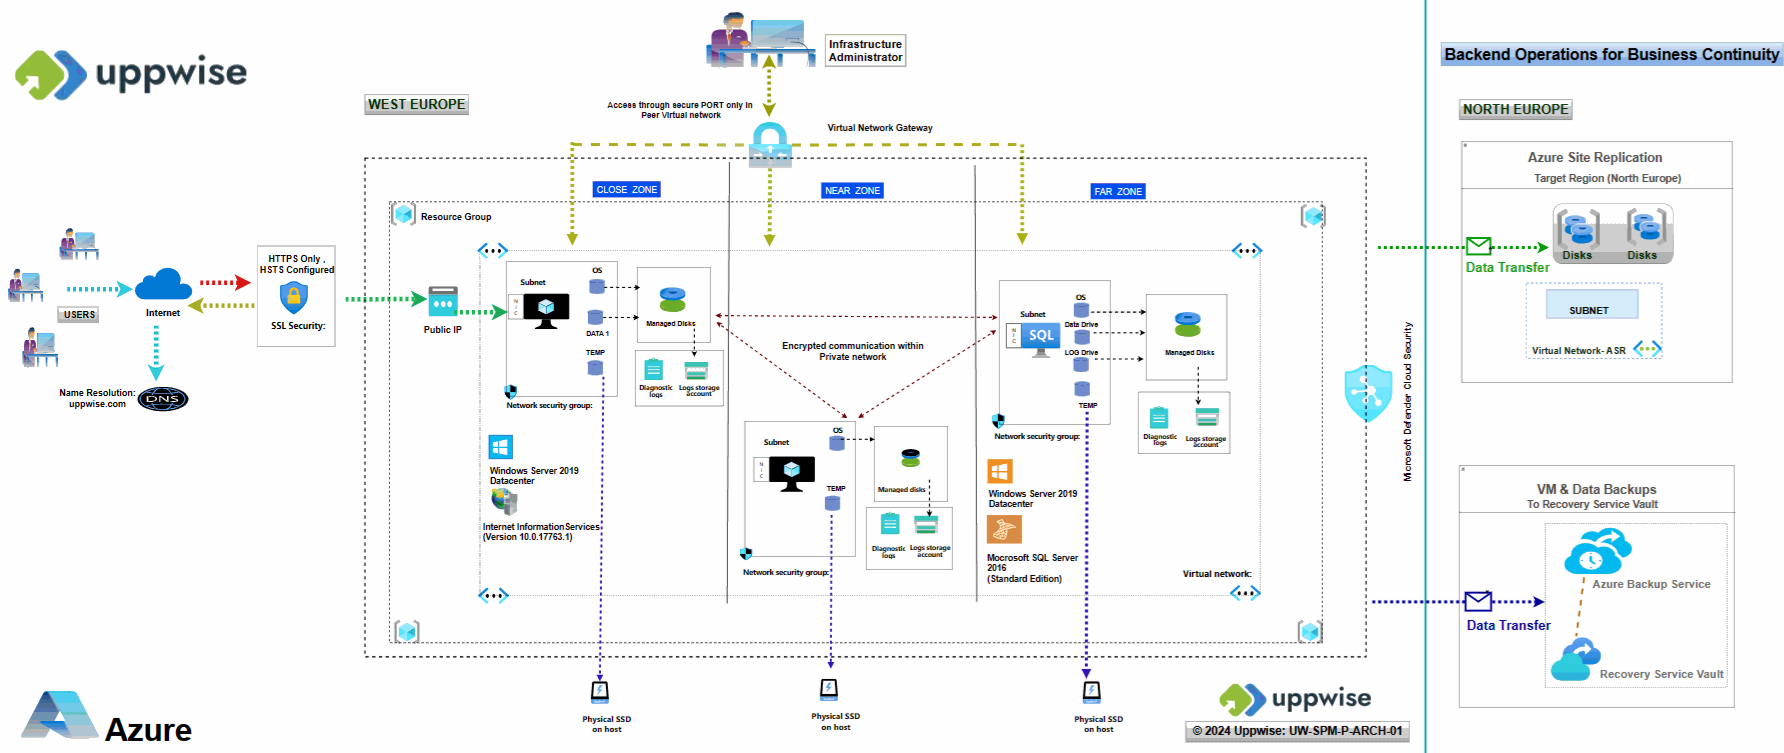 uppwise
WEST EUROPE
Infrastructure
Administrator
Access through secure PORT only in
Peer Virtual network
Virtual Network Gateway
CLOSE ZONE
NEAR ZONE
FAR ZONE
Resource Group
USERS
Internet
Name Resolution:
uppwise.com
DNS
HTTPS Only ,
HSTS Configured
SSL Security:
Public IP
Subnet
N
I
C
OS
DATA 1
TEMP
Managed Disks
Diagnostic
logs
Logs storage
account
Network security group:
Windows Server 2019
Datacenter
Internet InformationServices
(Version 10.0.17763.1)
Encrypted communication within
Private network
Subnet
N
I
C
OS
TEMP
Managed disks
Diagnostic
logs
Logs storage
account
Network security group:
Subnet
N
I
C
SQL
OS
Data Drive
LOG Drive
TEMP
Managed Disks
Diagnostic
logs
Logs storage
account
Network security group:
Windows Server 2019
Datacenter
Mocrosoft SQL Server
2016
(Standard Edition)
Virtual network:
Physical SSD
on host
Physical SSD
on host
Physical SSD
on host
Azure
uppwise
© 2024 Uppwise: UW-SPM-P-ARCH-01
Microsoft Defender Cloud Security
Backend Operations for Business Continuity
NORTH EUROPE
Azure Site Replication
Target Region (North Europe)
Disks
Disks
Data Transfer
SUBNET
Virtual Network- ASR
VM & Data Backups
To Recovery Service Vault
Azure Backup Service
Data Transfer
Recovery Service Vault